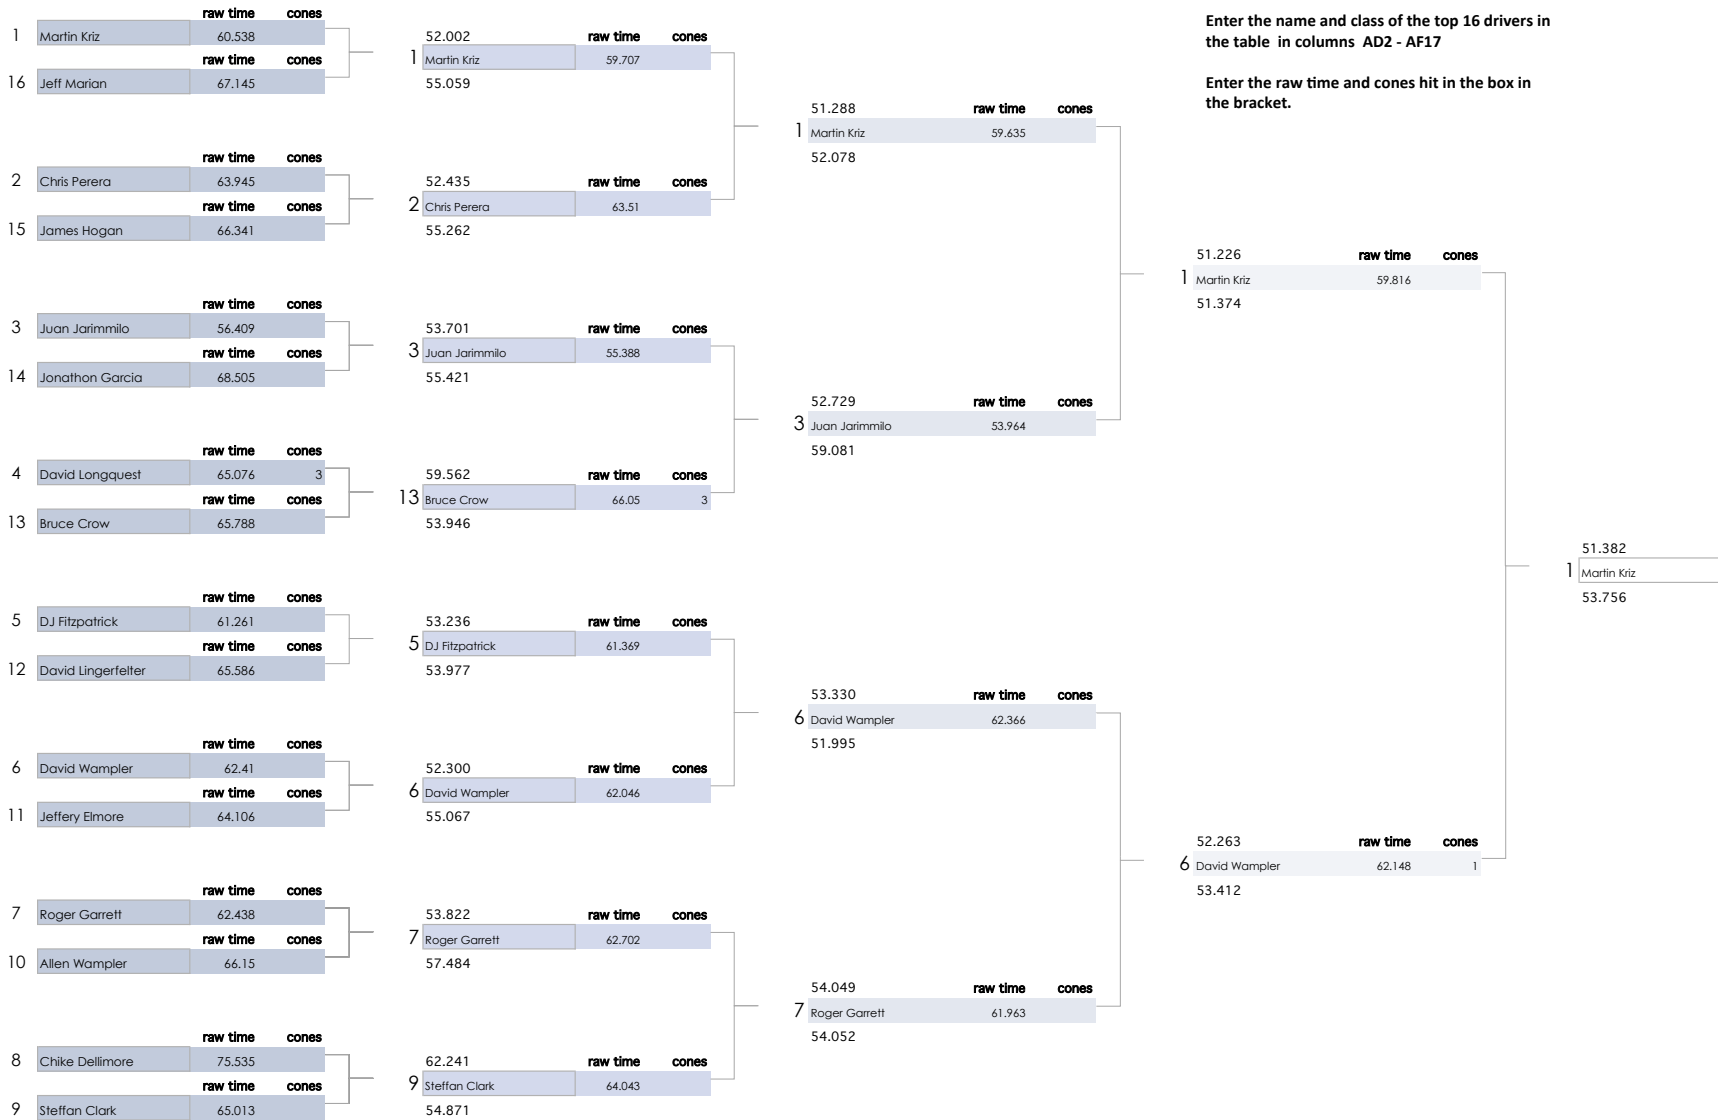 raw time cones
1 Martin Kriz 60.538
raw time cones
16 Jeff Marian 67.145
raw time cones
2 Chris Perera 63.945
raw time cones
15 James Hogan 66.341
raw time cones
3 Juan Jarimmilo 56.409
raw time cones
14 Jonathon Garcia 68.505
raw time cones
4 David Longquest 65.076 3
raw time cones
13 Bruce Crow 65.788
raw time cones
5 DJ Fitzpatrick 61.261
raw time cones
12 David Lingerfelter 65.586
raw time cones
6 David Wampler 62.41
raw time cones
11 Jeffery Elmore 64.106
raw time cones
7 Roger Garrett 62.438
raw time cones
10 Allen Wampler 66.15
raw time cones
8 Chike Dellimore 75.535
raw time cones
9 Steffan Clark 65.013
52.002 raw time cones
1 Martin Kriz 59.707
55.059
52.435 raw time cones
2 Chris Perera 63.51
55.262
53.701 raw time cones
3 Juan Jarimmilo 55.388
55.421
59.562 raw time cones
13 Bruce Crow 66.05 3
53.946
53.236 raw time cones
5 DJ Fitzpatrick 61.369
53.977
52.300 raw time cones
6 David Wampler 62.046
55.067
53.822 raw time cones
7 Roger Garrett 62.702
57.484
62.241 raw time cones
9 Steffan Clark 64.043
54.871
51.288 raw time cones
1 Martin Kriz 59.635
52.078
52.729 raw time cones
3 Juan Jarimmilo 53.964
59.081
53.330 raw time cones
6 David Wampler 62.366
51.995
54.049 raw time cones
7 Roger Garrett 61.963
54.052
Enter the name and class of the top 16 drivers in
the table in columns AD2 - AF17
Enter the raw time and cones hit in the box in
the bracket.
51.226 raw time cones
1 Martin Kriz 59.816
51.374
52.263 raw time cones
6 David Wampler 62.148 1
53.412
51.382
1 Martin Kriz
53.756